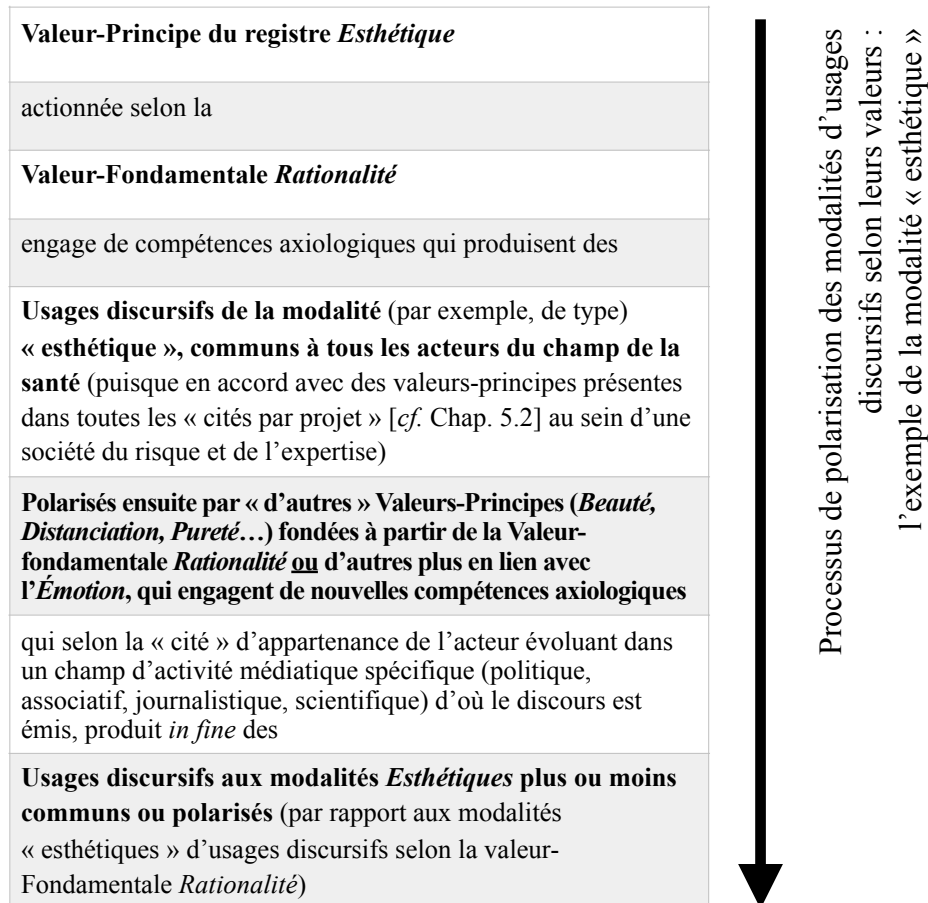 Valeur-Principe du registre Esthétique
actionnée selon la
Valeur-Fondamentale Rationalité
engage de compétences axiologiques qui produisent des
Usages discursifs de la modalité (par exemple, de type)
« esthétique », communs à tous les acteurs du champ de la
santé (puisque en accord avec des valeurs-principes présentes
dans toutes les « cités par projet » [cf. Chap. 5.2] au sein d’une
société du risque et de l’expertise)
Polarisés ensuite par « d’autres » Valeurs-Principes (Beauté,
Distanciation, Pureté…) fondées à partir de la Valeur-
fondamentale Rationalité ou d’autres plus en lien avec
l’Émotion, qui engagent de nouvelles compétences axiologiques
qui selon la « cité » d’appartenance de l’acteur évoluant dans
un champ d’activité médiatique spécifique (politique,
associatif, journalistique, scientifique) d’où le discours est
émis, produit in fine des
Usages discursifs aux modalités Esthétiques plus ou moins
communs ou polarisés (par rapport aux modalités
« esthétiques » d’usages discursifs selon la valeur-
Fondamentale Rationalité)
Processus de polarisation des modalités d’usages
discursifs selon leurs valeurs :
l’exemple de la modalité « esthétique »